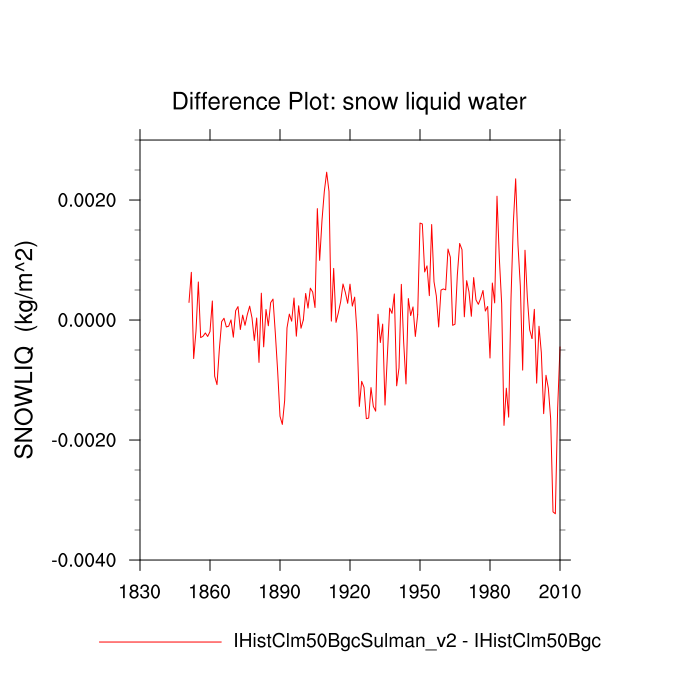 Difference Plot: snow liquid water
SNOWLIQ (kg/m^2)
0.0020
0.0000
-0.0020
-0.0040
1830 1860 1890 1920 1950 1980 2010
IHistClm50BgcSulman_v2 - IHistClm50Bgc